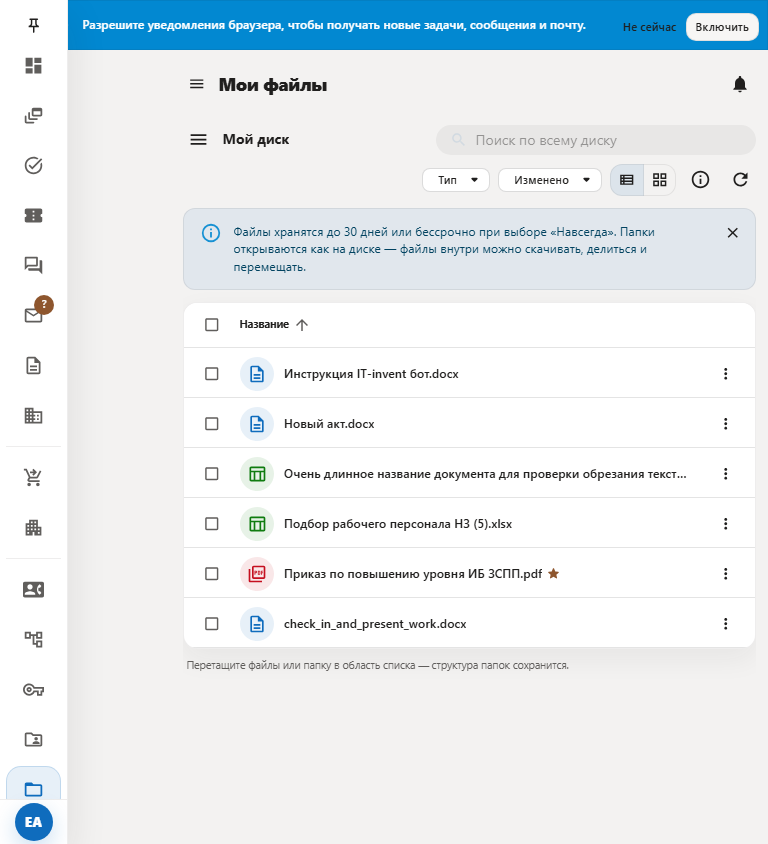 Разрешите уведомления браузера, чтобы получать новые задачи, сообщения и почту.
Не сейчас
Включить
Мои файлы
Мой диск
Поиск по всему диску
Тип
Изменено
Файлы хранятся до 30 дней или бессрочно при выборе «Навсегда». Папки
открываются как на диске — файлы внутри можно скачивать, делиться и
перемещать.
?
Название
Инструкция IT-invent бот.docx
Новый акт.docx
Очень длинное название документа для проверки обрезания текст...
Подбор рабочего персонала НЗ (5).xlsx
PDF
Приказ по повышению уровня ИБ ЗСПП.pdf
check_in_and_present_work.docx
Перетащите файлы или папку в область списка — структура папок сохранится.
EA